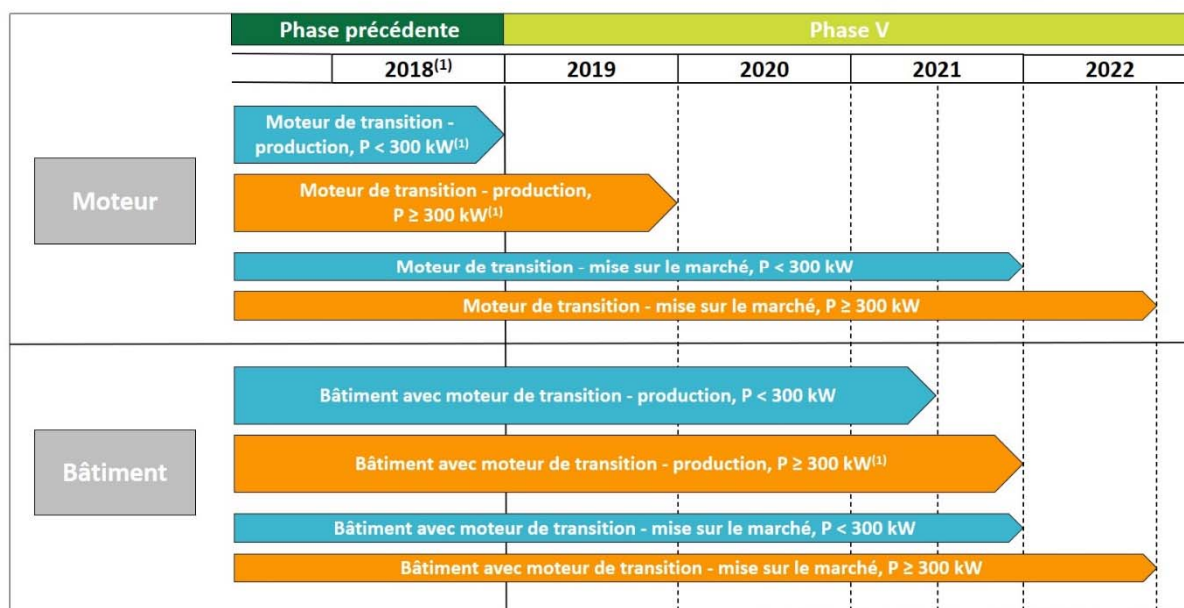 Phase précédente
Phase V
2018(1)
2019
2020
2021
2022
Moteur
Moteur de transition -
production, P < 300 kW(1)
Moteur de transition - production,
P ≥ 300 kW(1)
Moteur de transition - mise sur le marché, P < 300 kW
Moteur de transition - mise sur le marché, P ≥ 300 kW
Bâtiment
Bâtiment avec moteur de transition - production, P < 300 kW
Bâtiment avec moteur de transition - production, P ≥ 300 kW(1)
Bâtiment avec moteur de transition - mise sur le marché, P < 300 kW
Bâtiment avec moteur de transition - mise sur le marché, P ≥ 300 kW